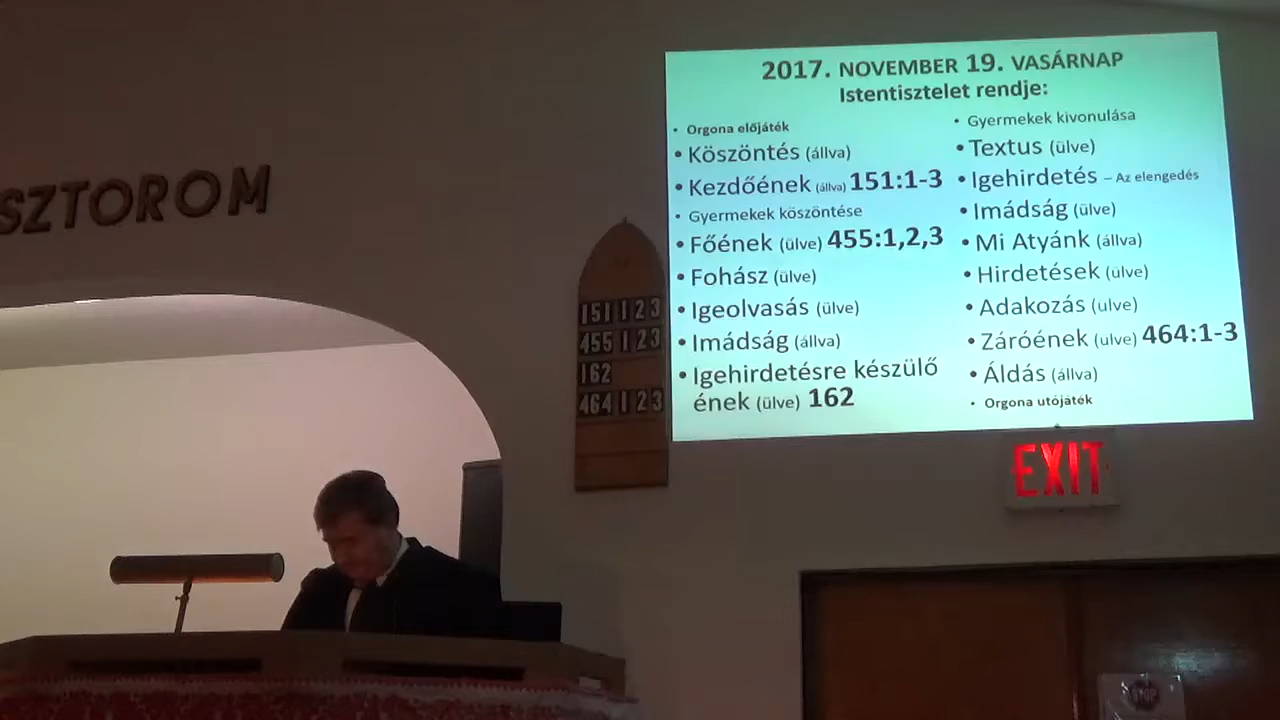 SZTOROM
2017. NOVEMBER 19. VASÁRNAP
Istentisztelet rendje:
• Orgona előjáték
• Köszöntés (állva)
• Kezdőének (állva) 151:1-3
• Gyermekek köszöntése
• Főének (ülve) 455:1,2,3
• Fohász (ülve)
• Igeolvasás (ülve)
• Imádság (állva)
• Igehirdetésre készülő
ének (ülve) 162
• Gyermekek kivonulása
• Textus (ülve)
• Igehirdetés – Az elengedés
• Imádság (ülve)
• Mi Atyánk (állva)
• Hirdetések (ülve)
• Adakozás (ulve)
• Záróének (ulve) 464:1-3
• Áldás (állva)
• Orgona utójáték
151 1 2 3
455 1 2 3
162
464 1 2 3
EXIT
STOP